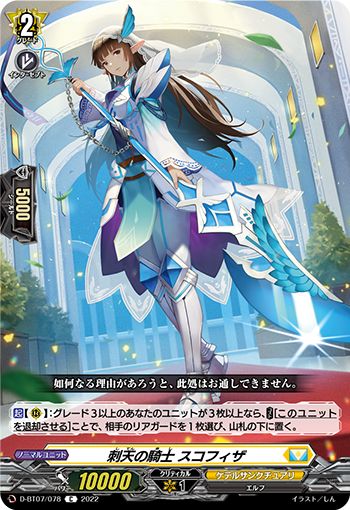 2
グレード
インターセプト
5000
シールド
如何なる理由があろうと、此処はお通しできません。
起【R】:グレード3以上のあなたのユニットが3枚以上なら、[このユニットを退却させる]ことで、相手のリアガードを1枚選び、山札の下に置く。
ノーマルユニット
刺天の騎士 スコフィザ
パワー 10000
クリティカル
1
ケテルサンクチュアリ
エルフ
D-BT07/078 C 2022
イラスト/しん